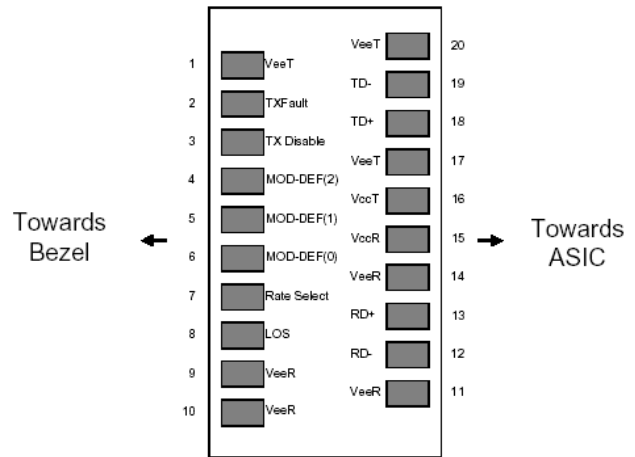 VeeT 20
1 VeeT
TD- 19
2 TXFault
TD+ 18
3 TX Disable
VeeT 17
4 MOD-DEF(2)
VccT 16
5 MOD-DEF(1)
VccR 15
6 MOD-DEF(0)
VeeR 14
7 Rate Select
RD+ 13
8 LOS
RD- 12
9 VeeR
VeeR 11
10 VeeR
Towards
Bezel
Towards
ASIC